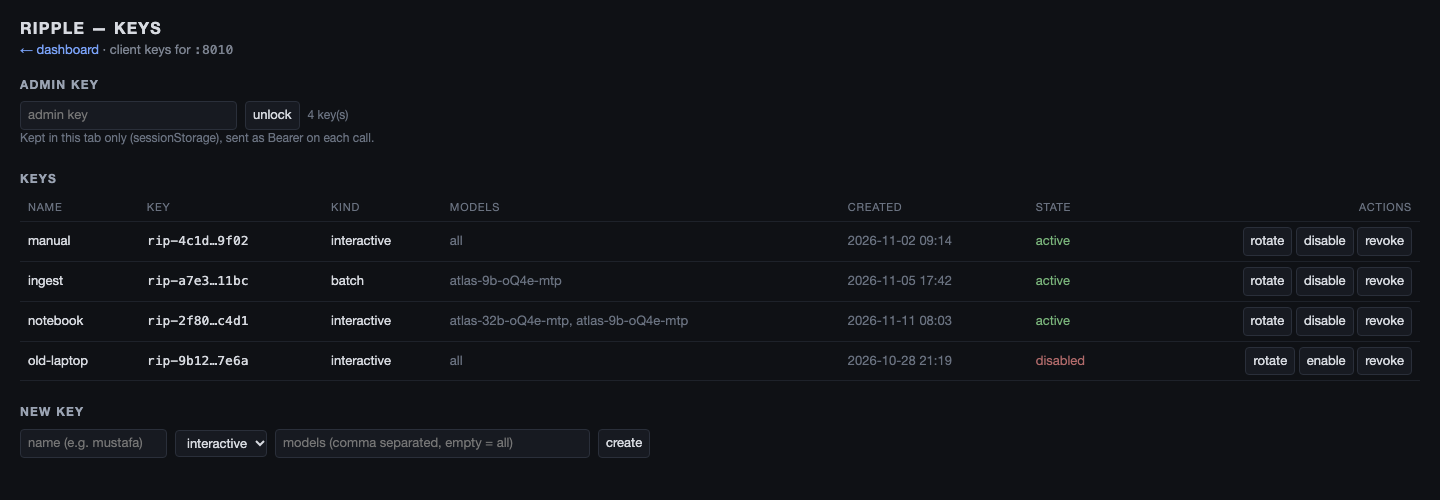 RIPPLE — KEYS
← dashboard · client keys for :8010
ADMIN KEY
admin key unlock 4 key(s)
Kept in this tab only (sessionStorage), sent as Bearer on each call.
KEYS
NAME KEY KIND MODELS CREATED STATE ACTIONS
manual rip-4c1d…9f02 interactive all 2026-11-02 09:14 active rotate disable revoke
ingest rip-a7e3…11bc batch atlas-9b-oQ4e-mtp 2026-11-05 17:42 active rotate disable revoke
notebook rip-2f80…c4d1 interactive atlas-32b-oQ4e-mtp, atlas-9b-oQ4e-mtp 2026-11-11 08:03 active rotate disable revoke
old-laptop rip-9b12…7e6a interactive all 2026-10-28 21:19 disabled rotate enable revoke
NEW KEY
name (e.g. mustafa) interactive models (comma separated, empty = all) create